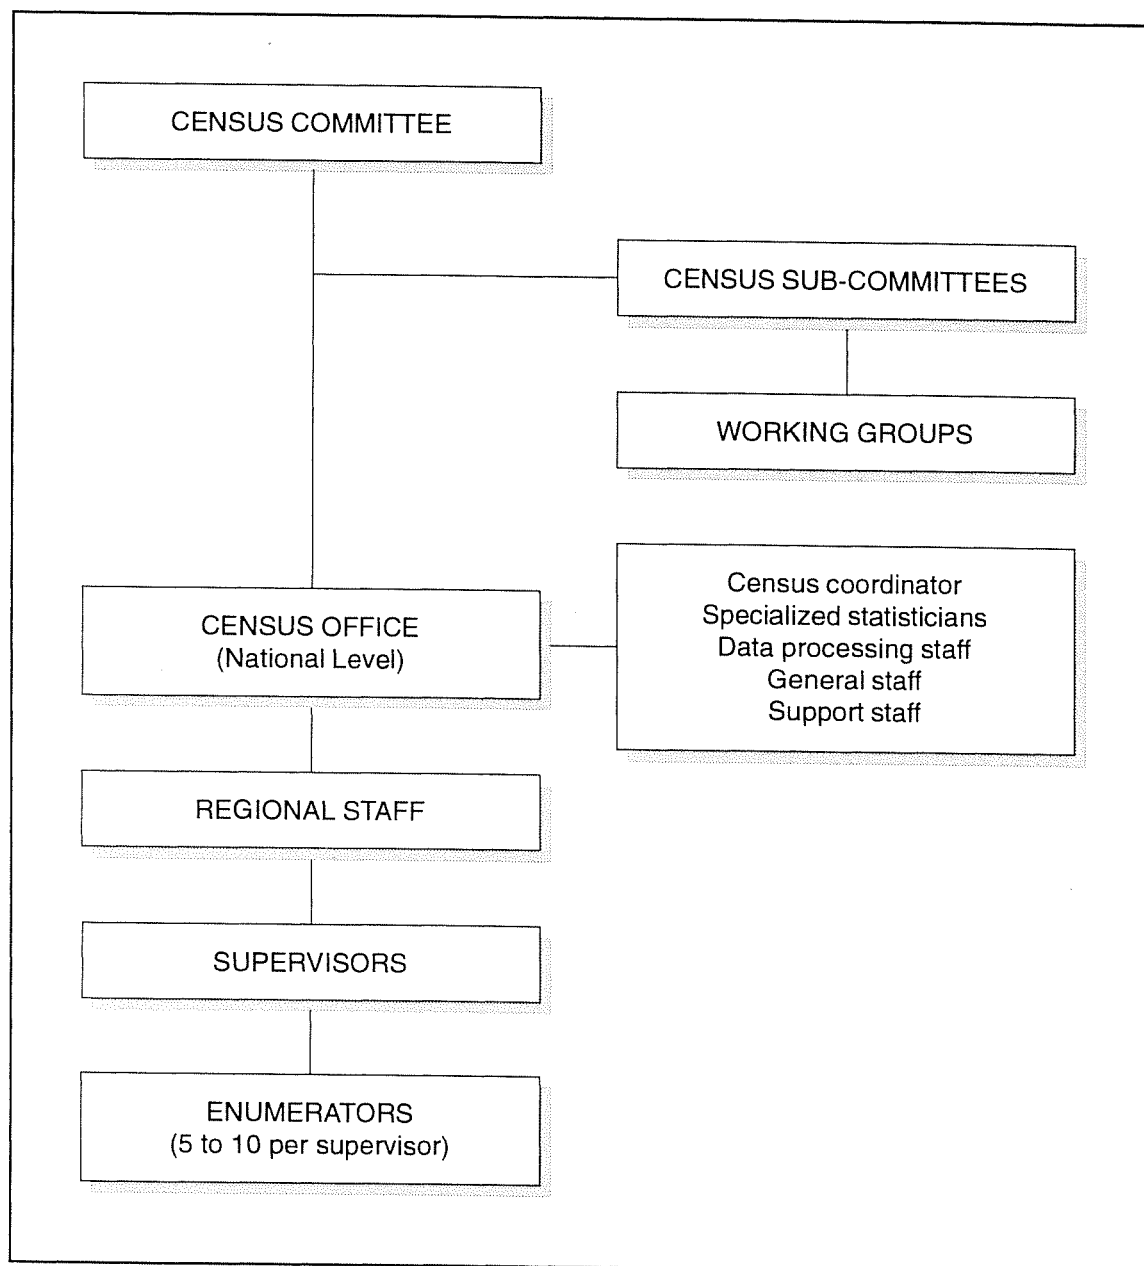 CENSUS COMMITTEE
CENSUS SUB-COMMITTEES
WORKING GROUPS
CENSUS OFFICE
(National Level)
Census coordinator
Specialized statisticians
Data processing staff
General staff
Support staff
REGIONAL STAFF
SUPERVISORS
ENUMERATORS
(5 to 10 per supervisor)